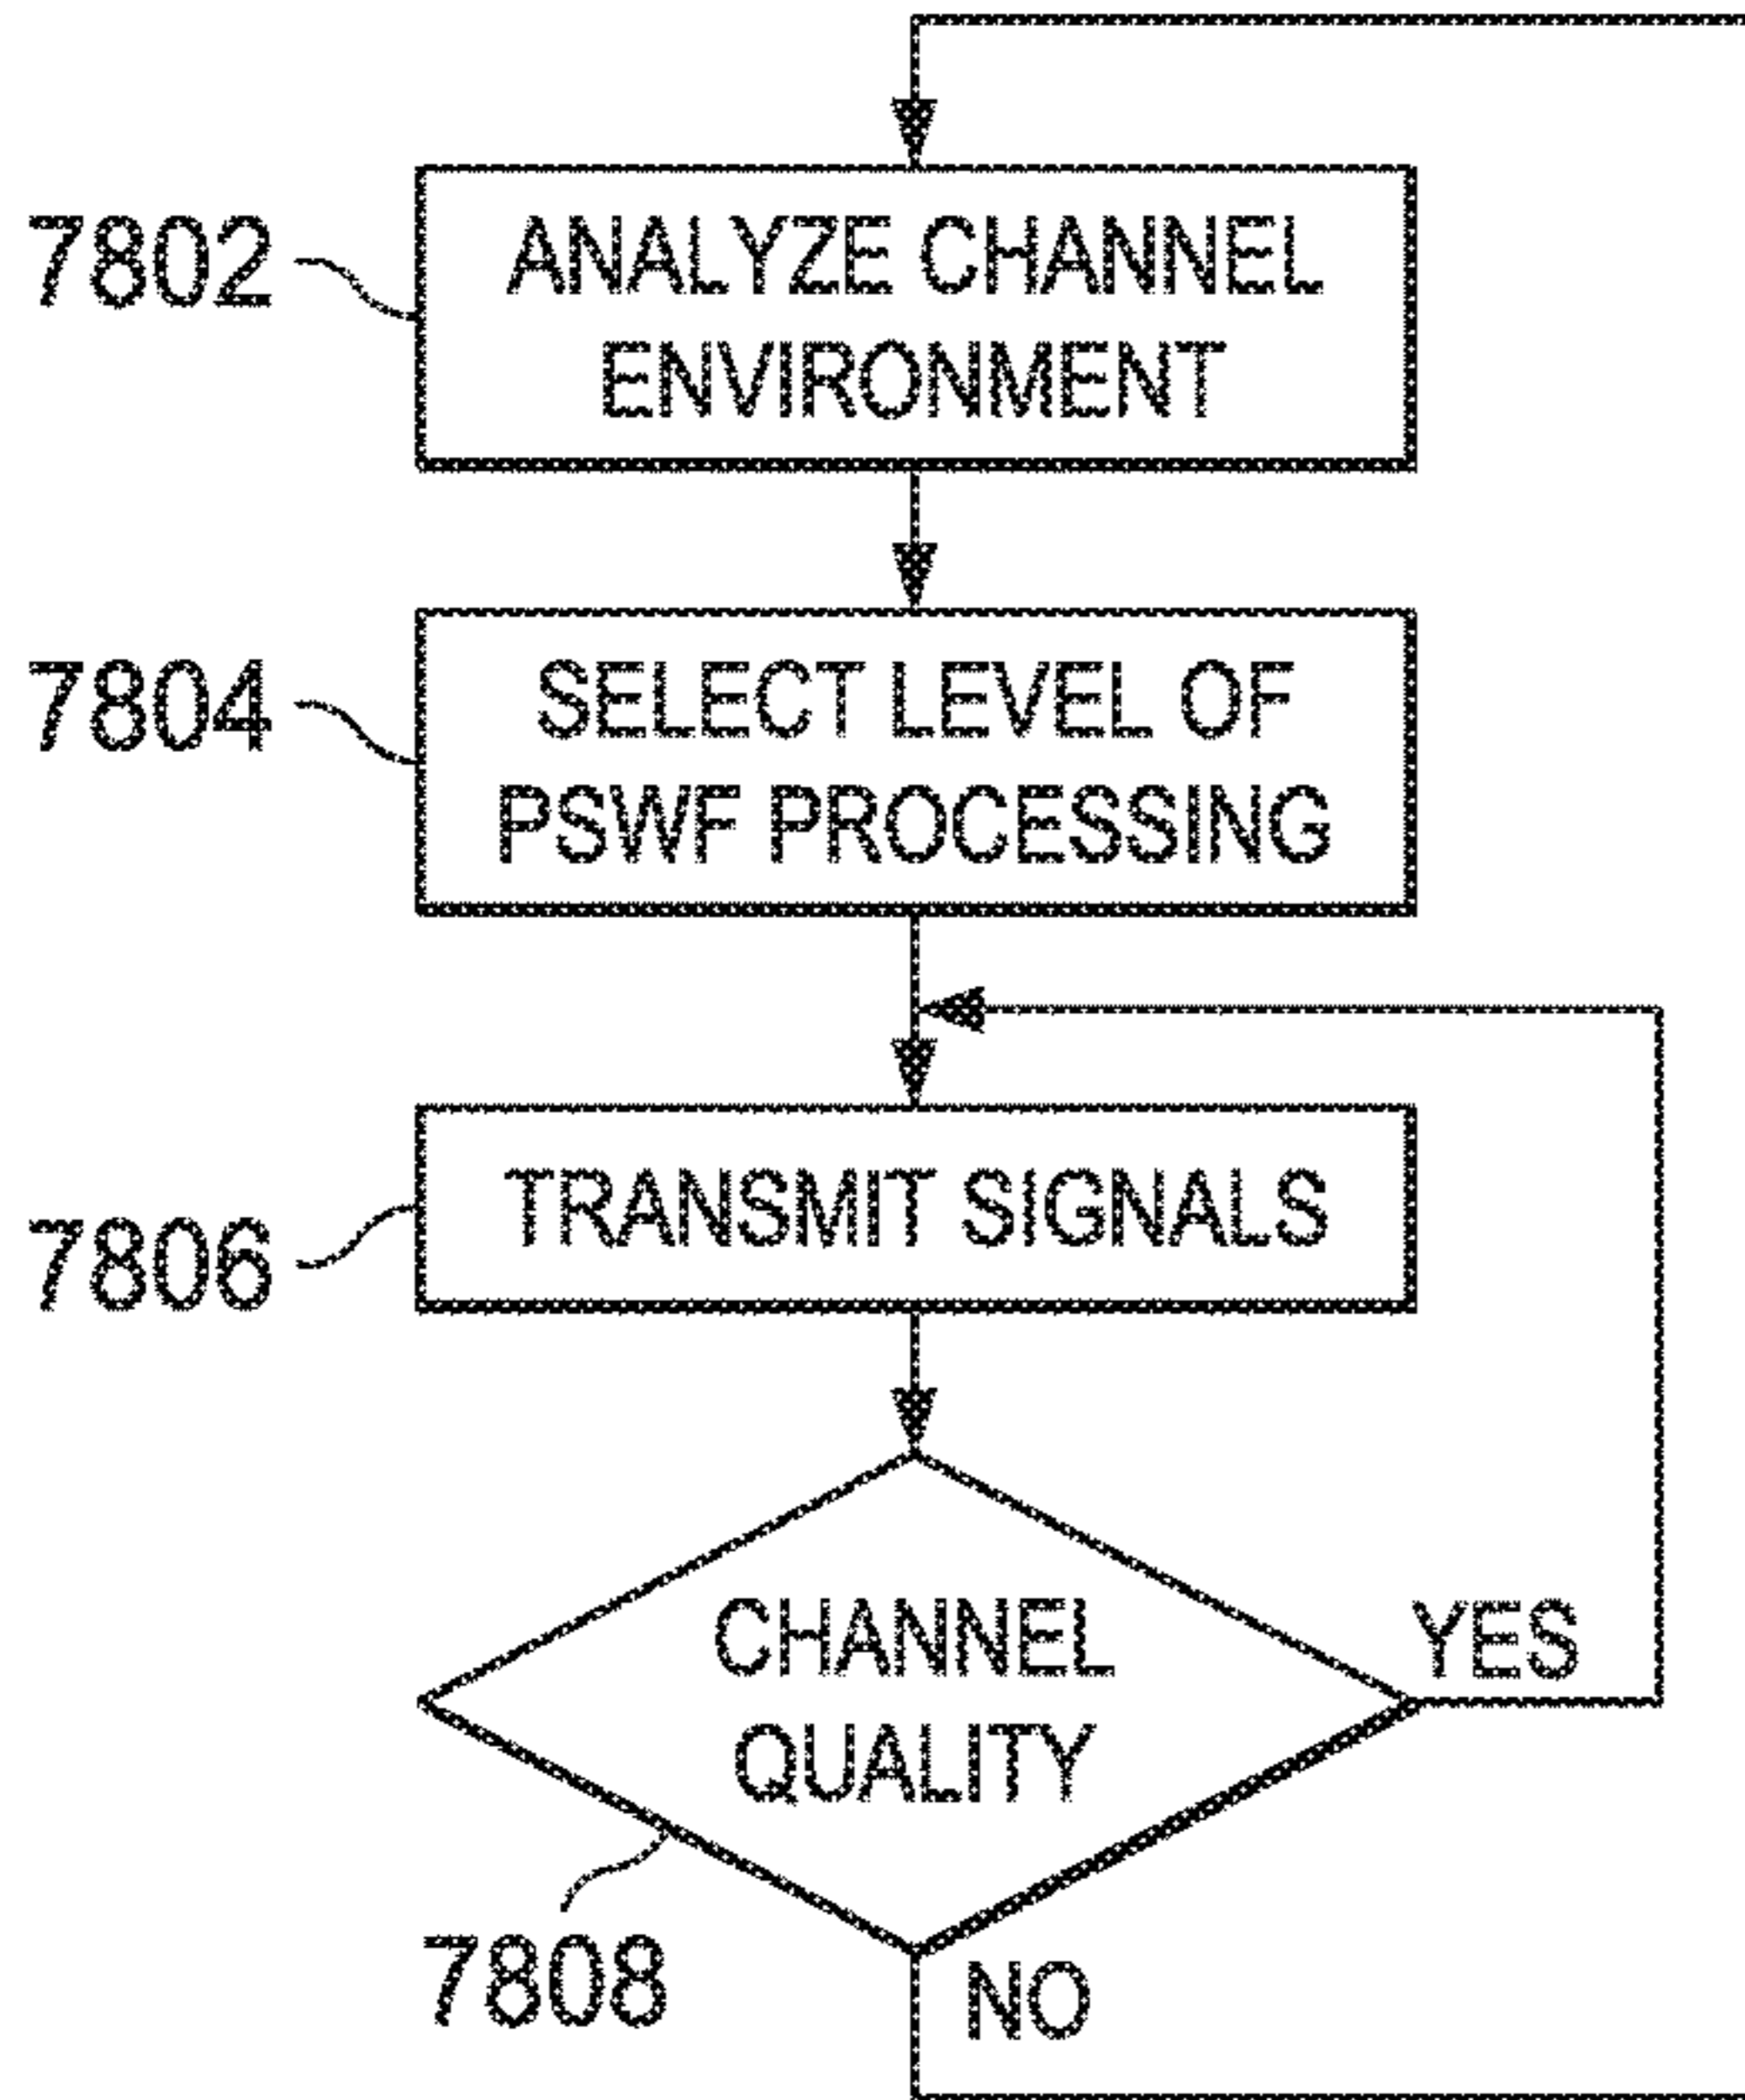 7802
ANALYZE CHANNEL
ENVIRONMENT
7804
SELECT LEVEL OF
PSWF PROCESSING
7806
TRANSMIT SIGNALS
CHANNEL
QUALITY
YES
7808
NO